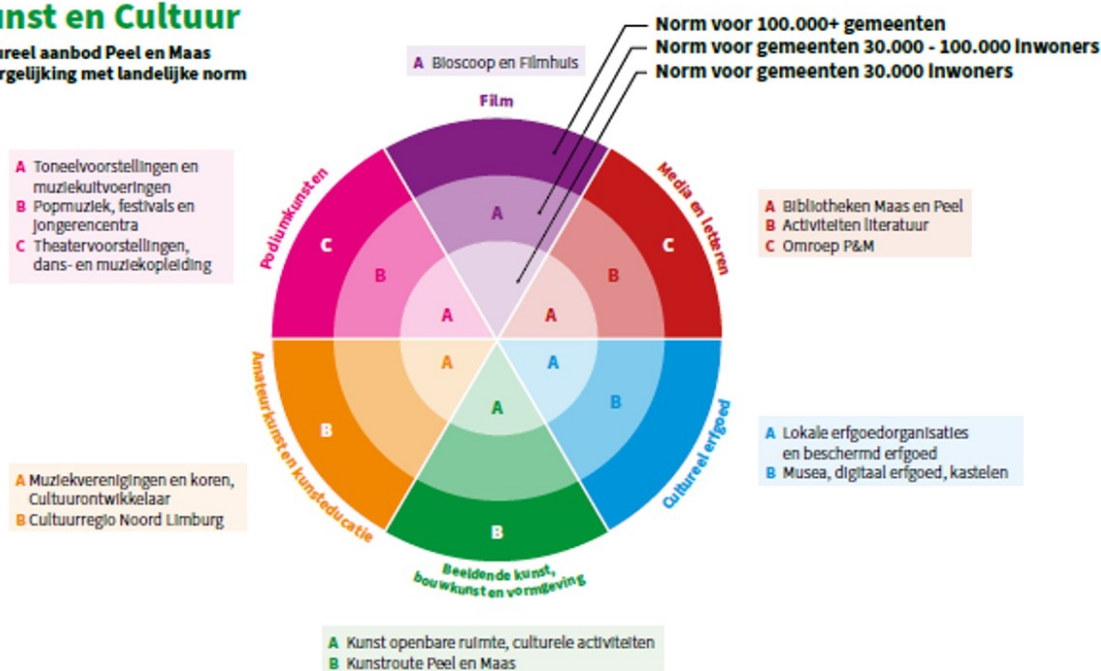 nst en Cultuur
ureel aanbod Peel en Maas
rgelijking met landelijke norm
Norm voor 100.000+ gemeenten
Norm voor gemeenten 30.000 - 100.000 inwoners
Norm voor gemeenten 30.000 inwoners
A Bioscoop en Filmhuis
Film
A Toneelvoorstellingen en
muziekuitvoeringen
B Popmuziek, festivals en
jongerencentra
C Theatervoorstellingen,
dans- en muziekopleiding
Podiumkunsten
Media en letteren
A Bibliotheken Maas en Peel
B Activiteiten literatuur
C Omroep P&M
A
C
B
A
C
B
A
A
B
A
B
A
B
Amateurkunst en kunsteducatie
Cultureel erfgoed
A Lokale erfgoedorganisaties
en beschermd erfgoed
B Musea, digitaal erfgoed, kastelen
A Muziekverenigingen en koren,
Cultuurontwikkelaar
B Cultuurregio Noord Limburg
Beeldende kunst,
bouwkunst en vormgeving
A Kunst openbare ruimte, culturele activiteiten
B Kunstroute Peel en Maas